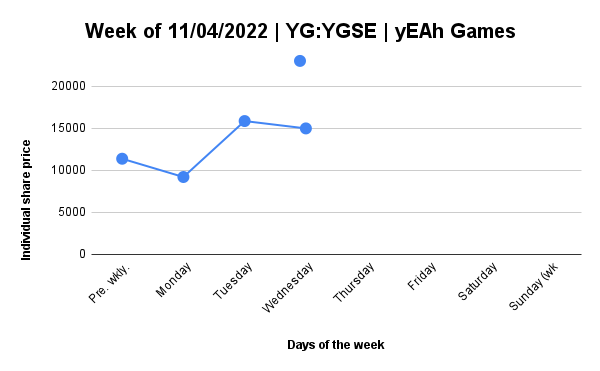 Week of 11/04/2022 | YG:YGSE | yEAh Games
20000
15000
10000
5000
0
Individual share price
Pre. wkly.
Monday
Tuesday
Wednesday
Thursday
Friday
Saturday
Sunday (wk
Days of the week